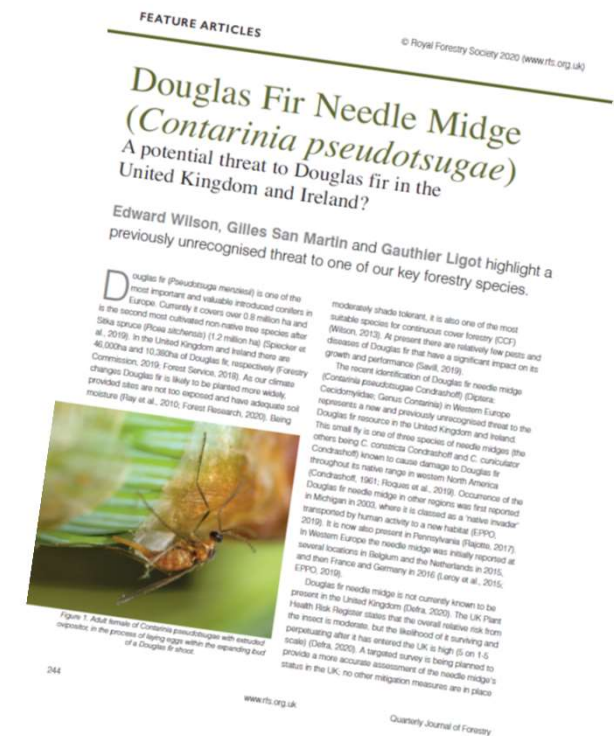 FEATURE ARTICLES
© Royal Forestry Society 2020 (www.rfs.org.uk)
Douglas Fir Needle Midge
(Contarinia pseudotsugae)
A potential threat to Douglas fir in the
United Kingdom and Ireland?
Edward Wilson, Gilles San Martin and Gauthier Ligot highlight a
previously unrecognised threat to one of our key forestry species.
Douglas fir (Pseudotsuga menziesii) is one of the
most important and valuable introduced conifers in
Europe. Currently it covers over 0.8 million ha and
is the second most cultivated non-native tree species after
Sitka spruce (Picea sitchensis) (1.2 million ha) (Spiecker et
al., 2019). In the United Kingdom and Ireland there are
46,000ha and 10,380ha of Douglas fir, respectively (Forestry
Commission, 2019; Forest Service, 2018). As our climate
changes Douglas fir is likely to be planted more widely,
provided sites are not too exposed and have adequate soil
moisture (Ray et al., 2010; Forest Research, 2020). Being
Figure 1. Adult female of Contarinia pseudotsugae with extruded
ovipositor, in the process of laying eggs within the expanding bud
of a Douglas fir shoot.
moderately shade tolerant, it is also one of the most
suitable species for continuous cover forestry (CCF)
(Wilson, 2013). At present there are relatively few pests and
diseases of Douglas fir that have a significant impact on its
growth and performance (Savill, 2019).
The recent identification of Douglas fir needle midge
(Contarinia pseudotsugae Condrashoff) (Diptera:
Cecidomyiidae; Genus Contarinia) in Western Europe
represents a new and previously unrecognised threat to the
Douglas fir resource in the United Kingdom and Ireland.
This small fly is one of three species of needle midges (the
others being C. constricta Condrashoff and C. cuniculator
Condrashoff) known to cause damage to Douglas fir
throughout its native range in western North America
(Condrashoff, 1961; Roques et al., 2019). Occurrence of the
Douglas fir needle midge in other regions was first reported
in Michigan in 2003, where it is classed as a 'native invader'
transported by human activity to a new habitat (EPPO,
2019). It is now also present in Pennsylvania (Rajotte, 2017).
In Western Europe the needle midge was initially reported at
several locations in Belgium and the Netherlands in 2015,
and then France and Germany in 2016 (Leroy et al., 2015;
EPPO, 2019).
Douglas fir needle midge is not currently known to be
present in the United Kingdom (Defra, 2020). The UK Plant
Health Risk Register states that the overall relative risk from
the insect is moderate, but the likelihood of it surviving and
perpetuating after it has entered the UK is high (5 on 1-5
scale) (Defra, 2020). A targeted survey is being planned to
provide a more accurate assessment of the needle midge's
status in the UK; no other mitigation measures are in place
244
www.rfs.org.uk
Quarterly Journal of Forestry